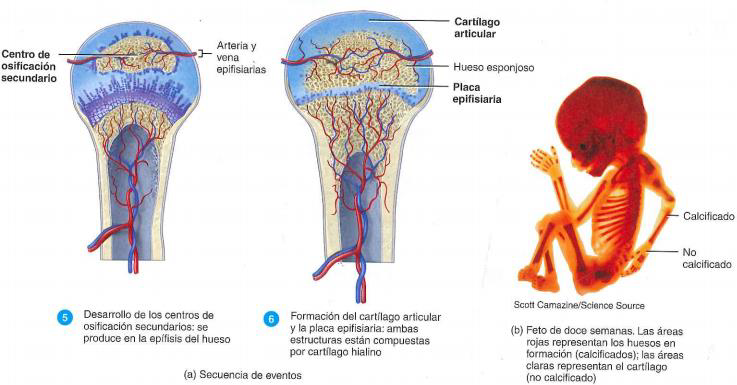 Centro de
osificación
secundario
Arteria y
vena
epifisiarias
Cartílago
articular
Hueso esponjoso
Placa
epifisiaria
Calcificado
No
calcificado
Scott Camazine/Science Source
5 Desarrollo de los centros de
osificación secundarios: se
produce en la epífisis del hueso
6 Formación del cartílago articular
y la placa epifisiaria: ambas
estructuras están compuestas
por cartílago hialino
(a) Secuencia de eventos
(b) Feto de doce semanas. Las áreas
rojas representan los huesos en
formación (calcificados); las áreas
claras representan el cartílago
(no calcificado)